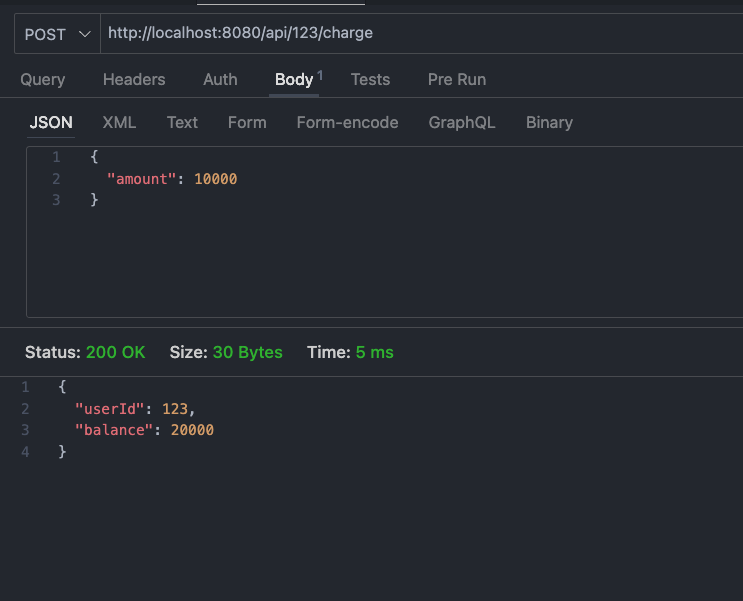 POST http://localhost:8080/api/123/charge
Query Headers Auth Body 1 Tests Pre Run
JSON XML Text Form Form-encode GraphQL Binary
1 {
2 "amount": 10000
3 }
Status: 200 OK Size: 30 Bytes Time: 5 ms
1 {
2 "userId": 123,
3 "balance": 20000
4 }